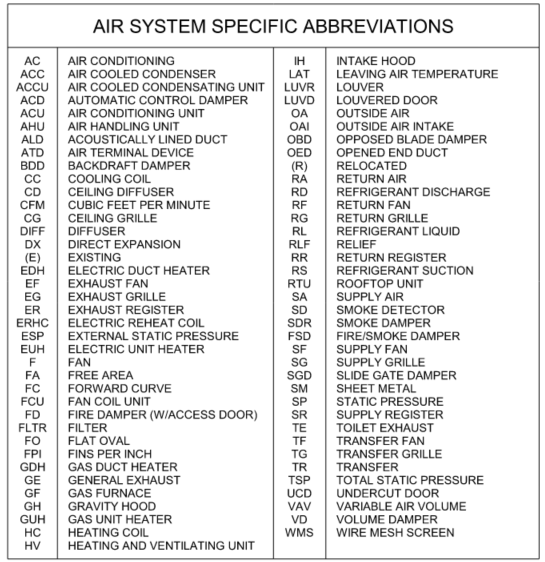 AIR SYSTEM SPECIFIC ABBREVIATIONS
AC AIR CONDITIONING
ACC AIR COOLED CONDENSER
ACCU AIR COOLED CONDENSATING UNIT
ACD AUTOMATIC CONTROL DAMPER
ACU AIR CONDITIONING UNIT
AHU AIR HANDLING UNIT
ALD ACOUSTICALLY LINED DUCT
ATD AIR TERMINAL DEVICE
BDD BACKDRAFT DAMPER
CC COOLING COIL
CD CEILING DIFFUSER
CFM CUBIC FEET PER MINUTE
CG CEILING GRILLE
DIFF DIFFUSER
DX DIRECT EXPANSION
(E) EXISTING
EDH ELECTRIC DUCT HEATER
EF EXHAUST FAN
EG EXHAUST GRILLE
ER EXHAUST REGISTER
ERHC ELECTRIC REHEAT COIL
ESP EXTERNAL STATIC PRESSURE
EUH ELECTRIC UNIT HEATER
F FAN
FA FREE AREA
FC FORWARD CURVE
FCU FAN COIL UNIT
FD FIRE DAMPER (W/ACCESS DOOR)
FLTR FILTER
FO FLAT OVAL
FPI FINS PER INCH
GDH GAS DUCT HEATER
GE GENERAL EXHAUST
GF GAS FURNACE
GH GRAVITY HOOD
GUH GAS UNIT HEATER
HC HEATING COIL
HV HEATING AND VENTILATING UNIT
IH INTAKE HOOD
LAT LEAVING AIR TEMPERATURE
LUVR LOUVER
LUVD LOUVERED DOOR
OA OUTSIDE AIR
OAI OUTSIDE AIR INTAKE
OBD OPPOSED BLADE DAMPER
OED OPENED END DUCT
(R) RELOCATED
RA RETURN AIR
RD REFRIGERANT DISCHARGE
RF RETURN FAN
RG RETURN GRILLE
RL REFRIGERANT LIQUID
RLF RELIEF
RR RETURN REGISTER
RS REFRIGERANT SUCTION
RTU ROOFTOP UNIT
SA SUPPLY AIR
SD SMOKE DETECTOR
SDR SMOKE DAMPER
FSD FIRE/SMOKE DAMPER
SF SUPPLY FAN
SG SUPPLY GRILLE
SGD SLIDE GATE DAMPER
SM SHEET METAL
SP STATIC PRESSURE
SR SUPPLY REGISTER
TE TOILET EXHAUST
TF TRANSFER FAN
TG TRANSFER GRILLE
TR TRANSFER
TSP TOTAL STATIC PRESSURE
UCD UNDERCUT DOOR
VAV VARIABLE AIR VOLUME
VD VOLUME DAMPER
WMS WIRE MESH SCREEN